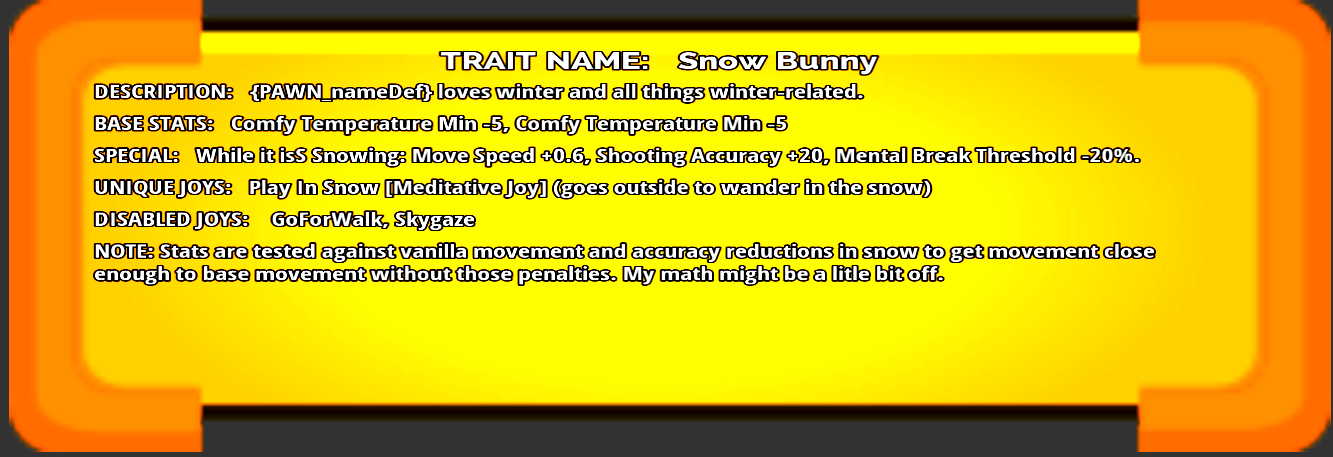 TRAIT NAME: Snow Bunny
DESCRIPTION: {PAWN_nameDef} loves winter and all things winter-related.
BASE STATS: Comfy Temperature Min -5, Comfy Temperature Min -5
SPECIAL: While it isS Snowing: Move Speed +0.6, Shooting Accuracy +20, Mental Break Threshold -20%.
UNIQUE JOYS: Play In Snow [Meditative Joy] (goes outside to wander in the snow)
DISABLED JOYS: GoForWalk, Skygaze
NOTE: Stats are tested against vanilla movement and accuracy reductions in snow to get movement close
enough to base movement without those penalties. My math might be a litle bit off.